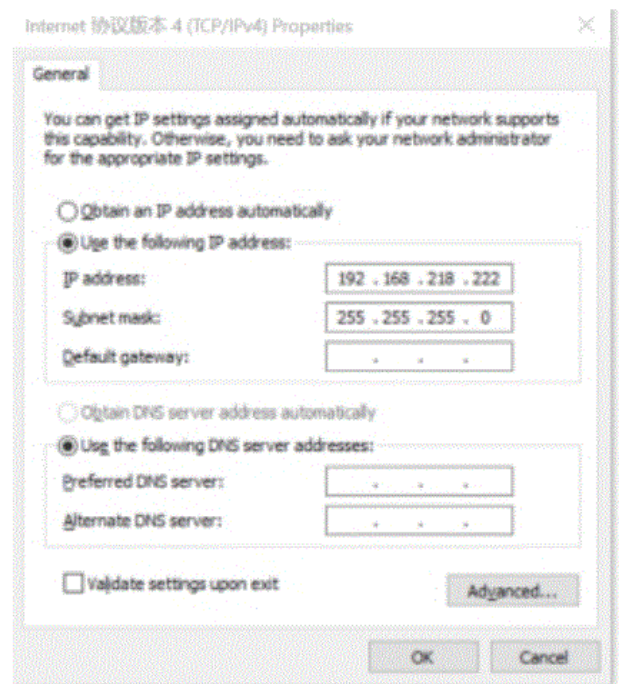 Internet 协议版本 4 (TCP/IPv4) Properties
General
You can get IP settings assigned automatically if your network supports
this capability. Otherwise, you need to ask your network administrator
for the appropriate IP settings.
Obtain an IP address automatically
Use the following IP address:
IP address: 192 . 168 . 218 . 222
Subnet mask: 255 . 255 . 255 . 0
Default gateway: . . .
Obtain DNS server address automatically
Use the following DNS server addresses:
Preferred DNS server: . . .
Alternate DNS server: . . .
Validate settings upon exit
Advanced...
OK Cancel